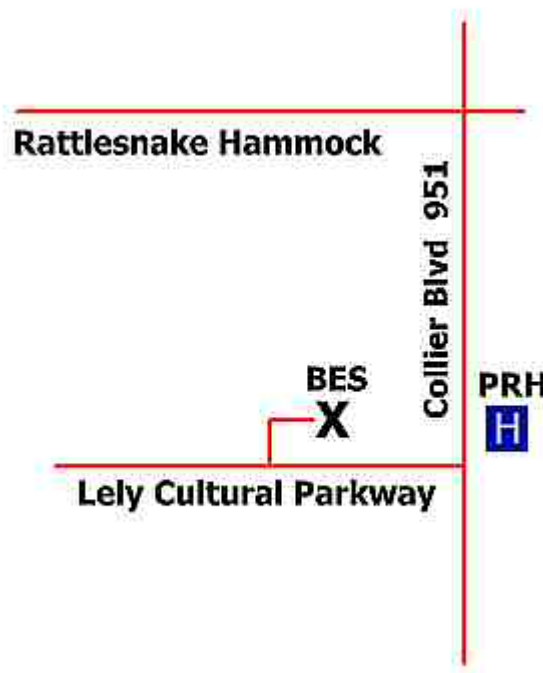 Rattlesnake Hammock
Collier Blvd 951
BES
X
PRH
H
Lely Cultural Parkway